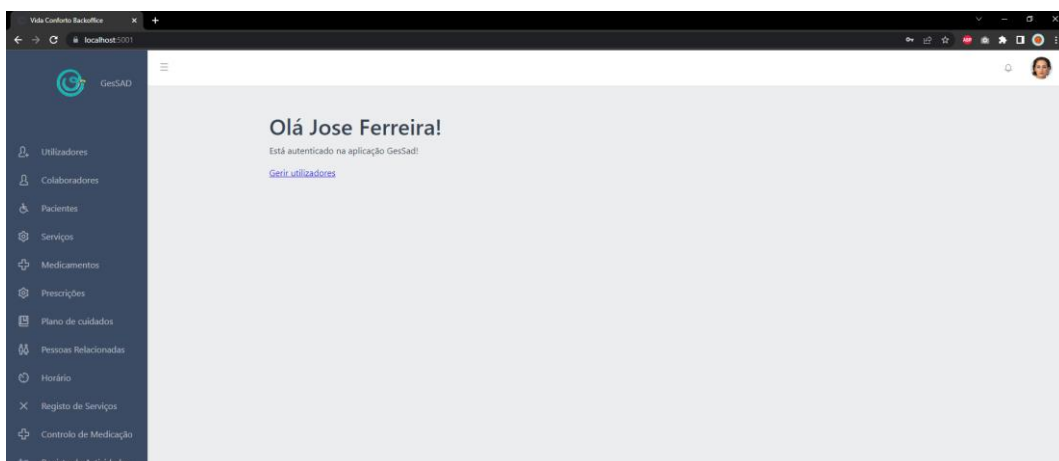 Vida Conforto Backoffice
localhost:5001
GesSAD
Olá Jose Ferreira!
Está autenticado na aplicação GesSad!
Gerir utilizadores
Utilizadores
Colaboradores
Pacientes
Serviços
Medicamentos
Prescrições
Plano de cuidados
Pessoas Relacionadas
Horário
Registo de Serviços
Controlo de Medicação